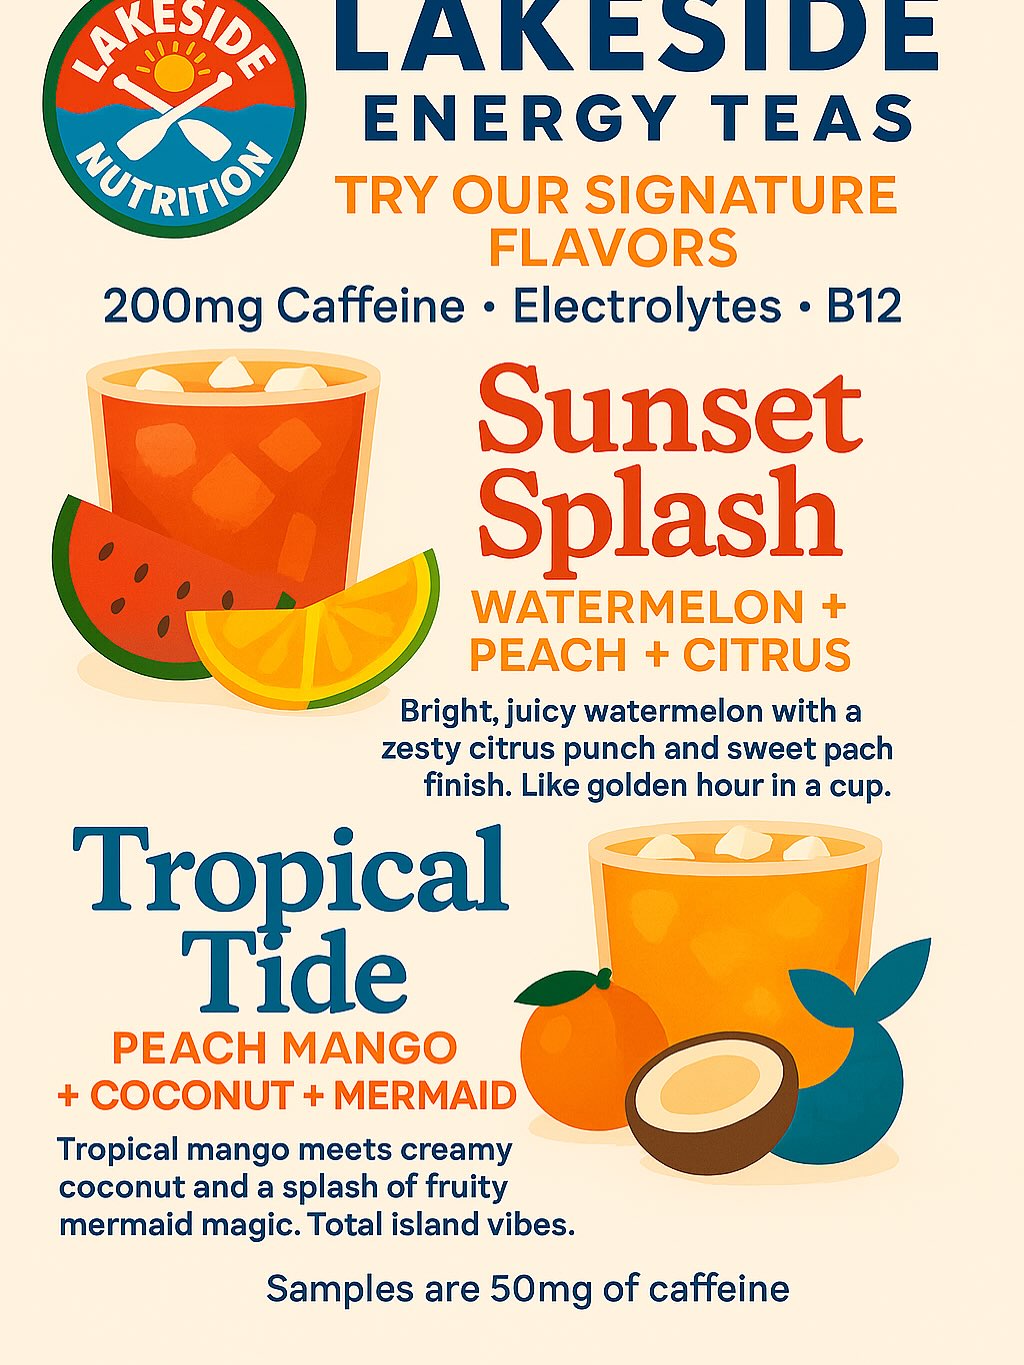 LAKESIDE
NUTRITION
LAKESIDE
ENERGY TEAS
TRY OUR SIGNATURE
FLAVORS
200mg Caffeine • Electrolytes • B12
Sunset
Splash
WATERMELON +
PEACH + CITRUS
Bright, juicy watermelon with a
zesty citrus punch and sweet pach
finish. Like golden hour in a cup.
Tropical
Tide
PEACH MANGO
+ COCONUT + MERMAID
Tropical mango meets creamy
coconut and a splash of fruity
mermaid magic. Total island vibes.
Samples are 50mg of caffeine